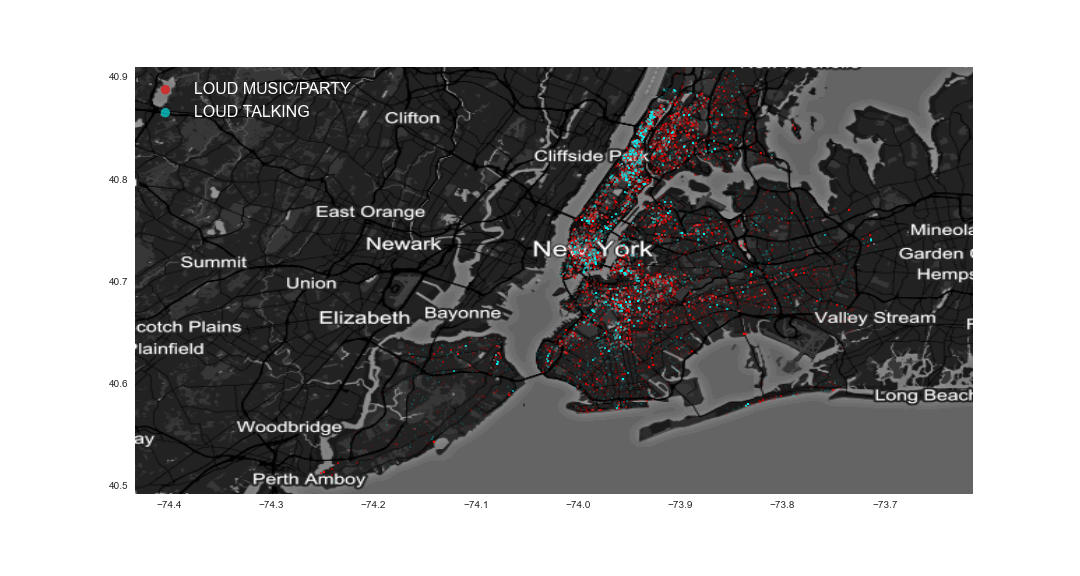 40.9
40.8
40.7
40.6
40.5
LOUD MUSIC/PARTY
LOUD TALKING
Clifton
Cliffside Park
East Orange
Newark
New York
Summit
Union
Elizabeth
Bayonne
cotch Plains
Plainfield
Mineola
Garden
Hemps
Valley Stream
Long Beach
Woodbridge
ay
Perth Amboy
−74.4
−74.3
−74.2
−74.1
−74.0
−73.9
−73.8
−73.7